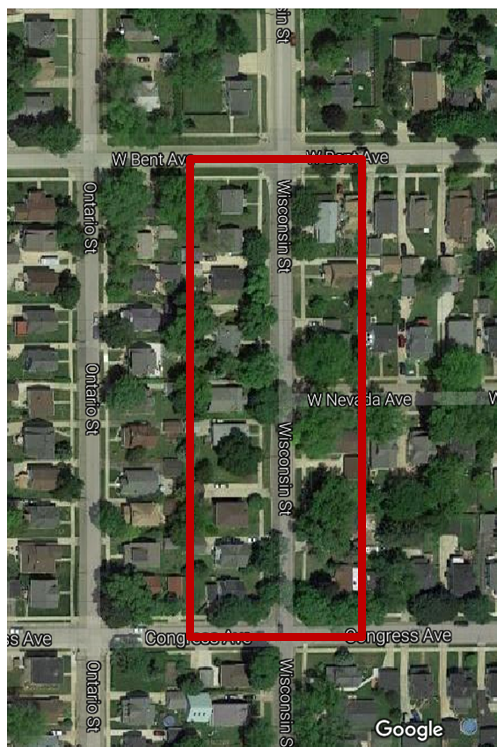 sin St
W Bent Ave
W Bent Ave
Ontario St
Wisconsin St
Ontario St
W Nevada Ave
W
Wisconsin St
ss Ave
Congress Ave
Congress Ave
Ontario St
Wisconsin S
Google